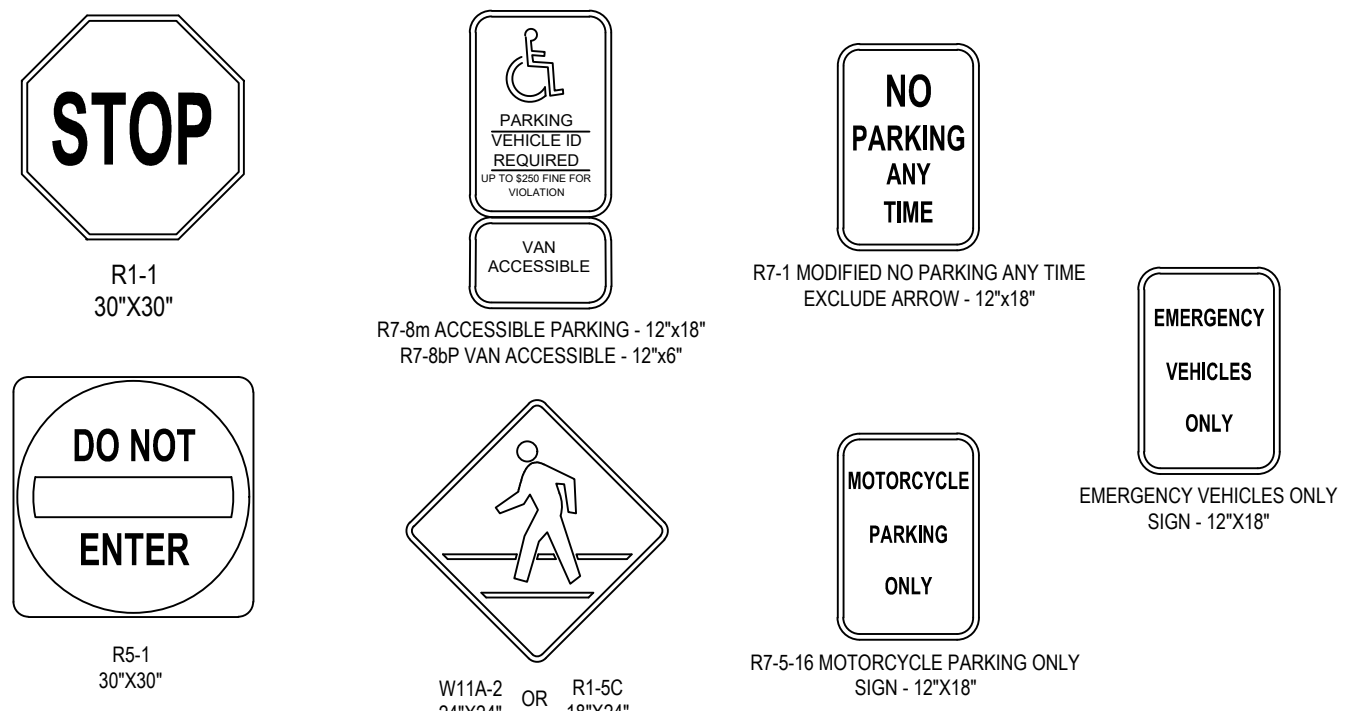 STOP
R1-1
30"X30"
PARKING
VEHICLE ID
REQUIRED
UP TO $250 FINE FOR
VIOLATION
VAN
ACCESSIBLE
R7-8m ACCESSIBLE PARKING - 12"x18"
R7-8bP VAN ACCESSIBLE - 12"x6"
NO
PARKING
ANY
TIME
R7-1 MODIFIED NO PARKING ANY TIME
EXCLUDE ARROW - 12"x18"
EMERGENCY
VEHICLES
ONLY
EMERGENCY VEHICLES ONLY
SIGN - 12"X18"
DO NOT
ENTER
R5-1
30"X30"
W11A-2 OR R1-5C
24"X24" 18"X24"
MOTORCYCLE
PARKING
ONLY
R7-5-16 MOTORCYCLE PARKING ONLY
SIGN - 12"X18"